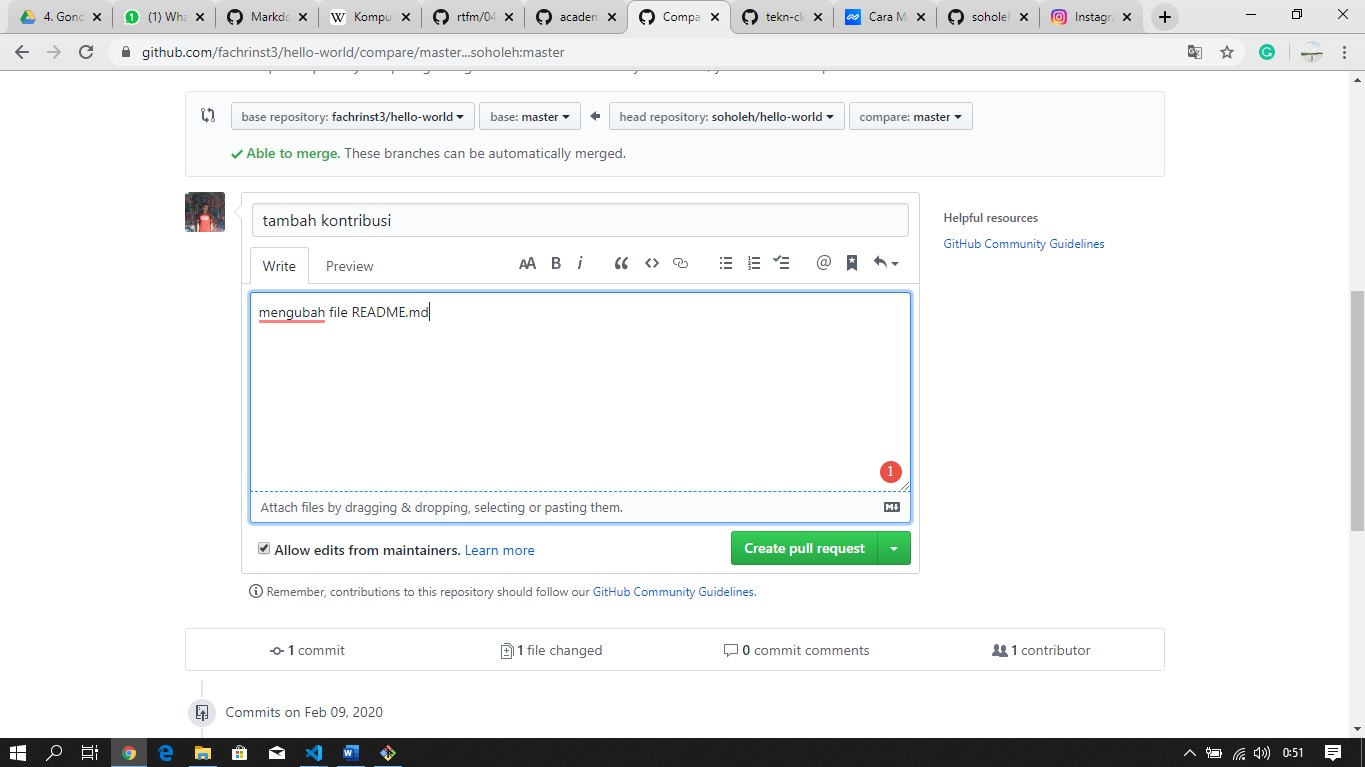 4. Gond
(1) Wha
Markdo
Kompu
rtfm/04
academ
Compa
tekn-clo
Cara M
soholeh
Instagra
github.com/fachrinst3/hello-world/compare/master...soholeh:master
base repository: fachrinst3/hello-world
base: master
head repository: soholeh/hello-world
compare: master
Able to merge. These branches can be automatically merged.
tambah kontribusi
Helpful resources
GitHub Community Guidelines
Write
Preview
AA B i
mengubah file README.md
1
Attach files by dragging & dropping, selecting or pasting them.
Allow edits from maintainers. Learn more
Create pull request
Remember, contributions to this repository should follow our GitHub Community Guidelines.
1 commit
1 file changed
0 commit comments
1 contributor
Commits on Feb 09, 2020
0:51